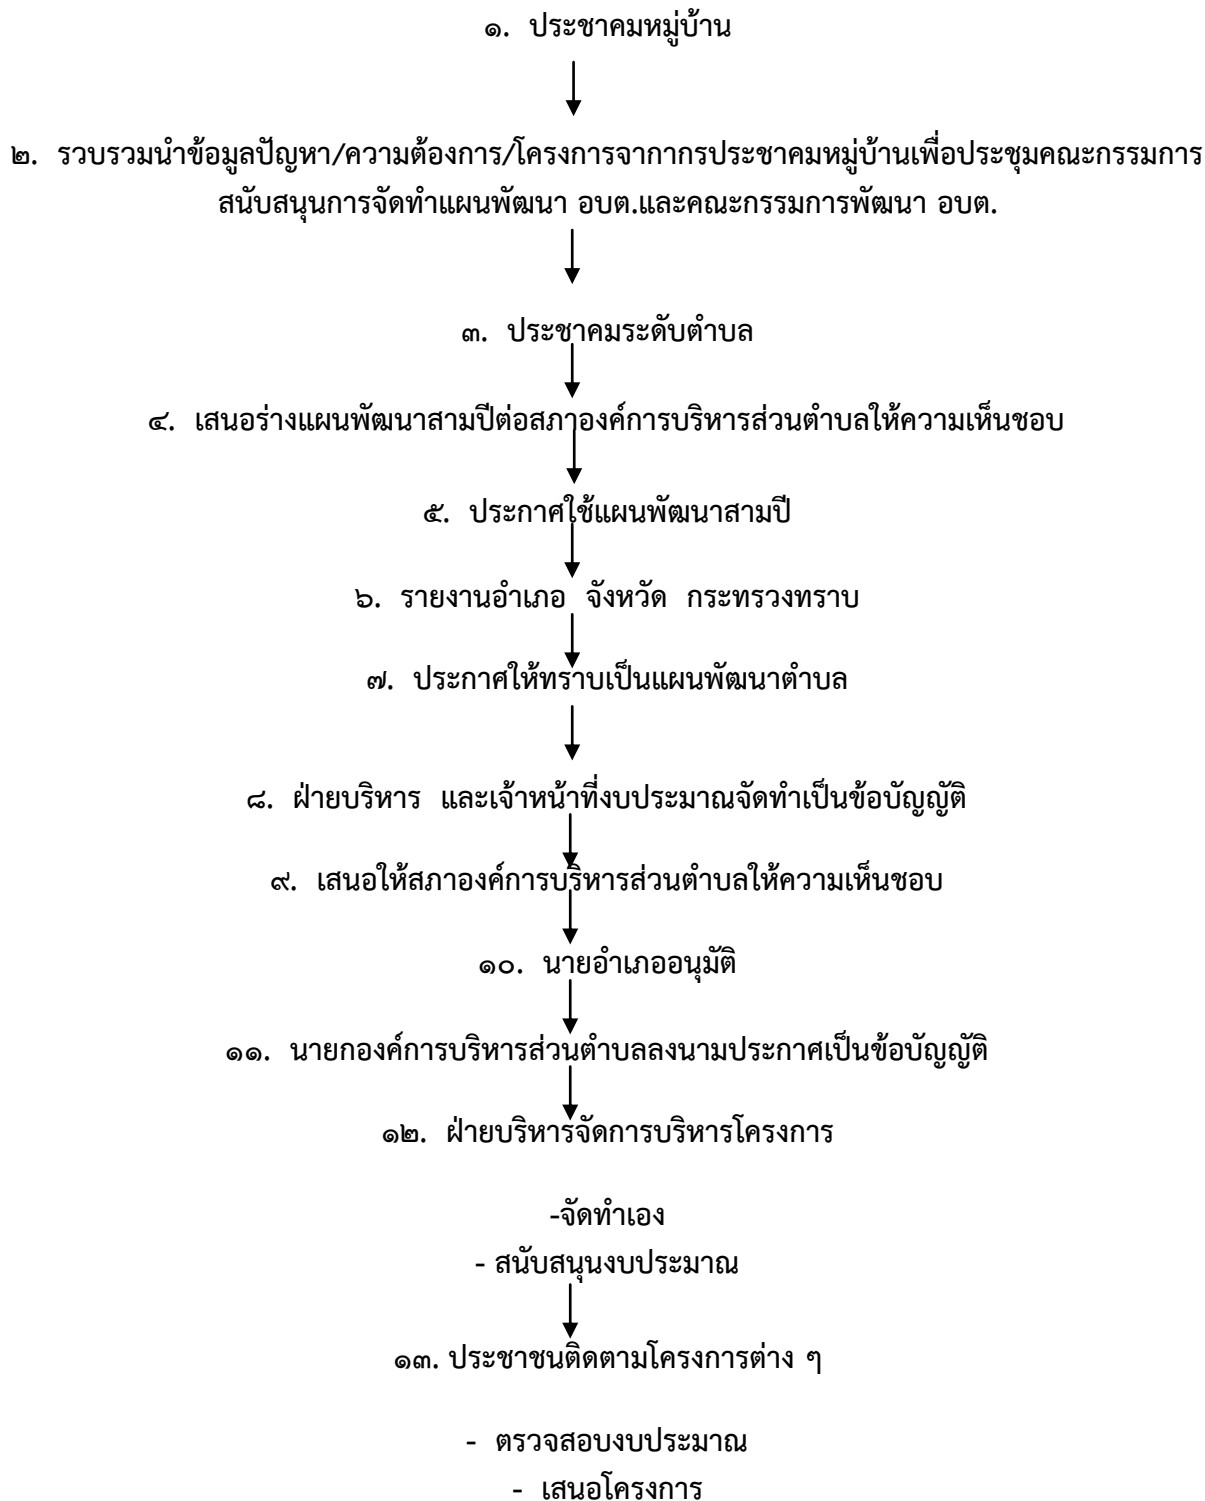 ๑. ประชาคมหมู่บ้าน
๒. รวบรวมนำข้อมูลปัญหา/ความต้องการ/โครงการจากากรประชาคมหมู่บ้านเพื่อประชุมคณะกรรมการ
สนับสนุนการจัดทำแผนพัฒนา อบต.และคณะกรรมการพัฒนา อบต.
๓. ประชาคมระดับตำบล
๔. เสนอร่างแผนพัฒนาสามปีต่อสภาองค์การบริหารส่วนตำบลให้ความเห็นชอบ
๕. ประกาศใช้แผนพัฒนาสามปี
๖. รายงานอำเภอ จังหวัด กระทรวงทราบ
๗. ประกาศให้ทราบเป็นแผนพัฒนาตำบล
๘. ฝ่ายบริหาร และเจ้าหน้าที่งบประมาณจัดทำเป็นข้อบัญญัติ
๙. เสนอให้สภาองค์การบริหารส่วนตำบลให้ความเห็นชอบ
๑๐. นายอำเภออนุมัติ
๑๑. นายกองค์การบริหารส่วนตำบลลงนามประกาศเป็นข้อบัญญัติ
๑๒. ฝ่ายบริหารจัดการบริหารโครงการ
-จัดทำเอง
- สนับสนุนงบประมาณ
๑๓. ประชาชนติดตามโครงการต่าง ๆ
- ตรวจสอบงบประมาณ
- เสนอโครงการ